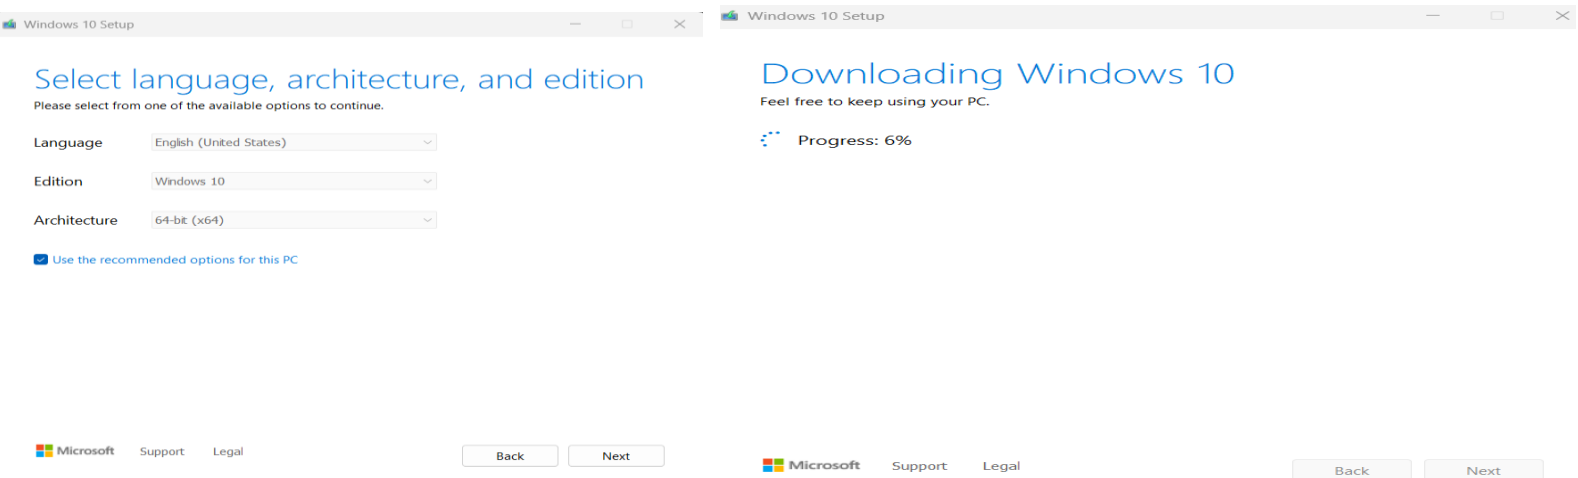 Windows 10 Setup
Select language, architecture, and edition
Please select from one of the available options to continue.
Language English (United States)
Edition Windows 10
Architecture 64-bit (x64)
Use the recommended options for this PC
Microsoft Support Legal Back Next
Windows 10 Setup
Downloading Windows 10
Feel free to keep using your PC.
Progress: 6%
Microsoft Support Legal Back Next